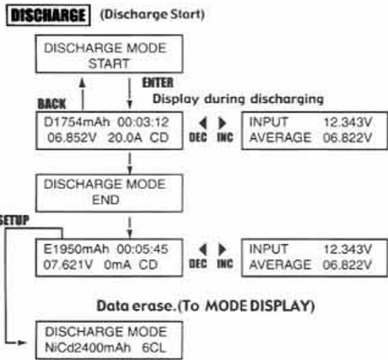 DISCHARGE (Discharge Start)
DISCHARGE MODE
START
ENTER
BACK
Display during discharging
D1754mAh 00:03:12
06.852V 20.0A CD
DEC INC
INPUT 12.343V
AVERAGE 06.822V
DISCHARGE MODE
END
SETUP
E1950mAh 00:05:45
07.621V 0mA CD
DEC INC
INPUT 12.343V
AVERAGE 06.822V
Data erase.(To MODE DISPLAY)
DISCHARGE MODE
NiCd2400mAh 6CL